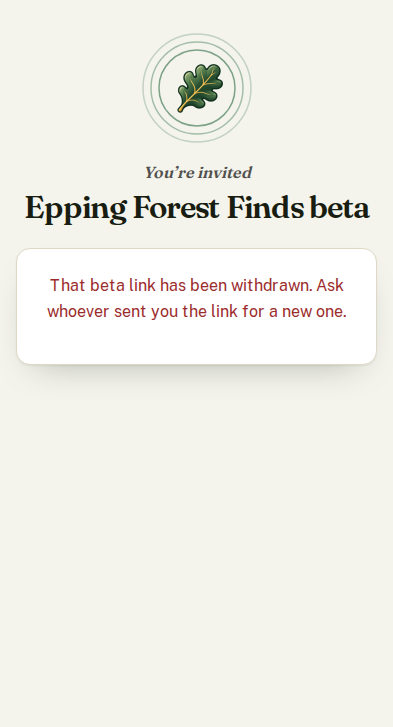 You’re invited
Epping Forest Finds beta
That beta link has been withdrawn. Ask
whoever sent you the link for a new one.